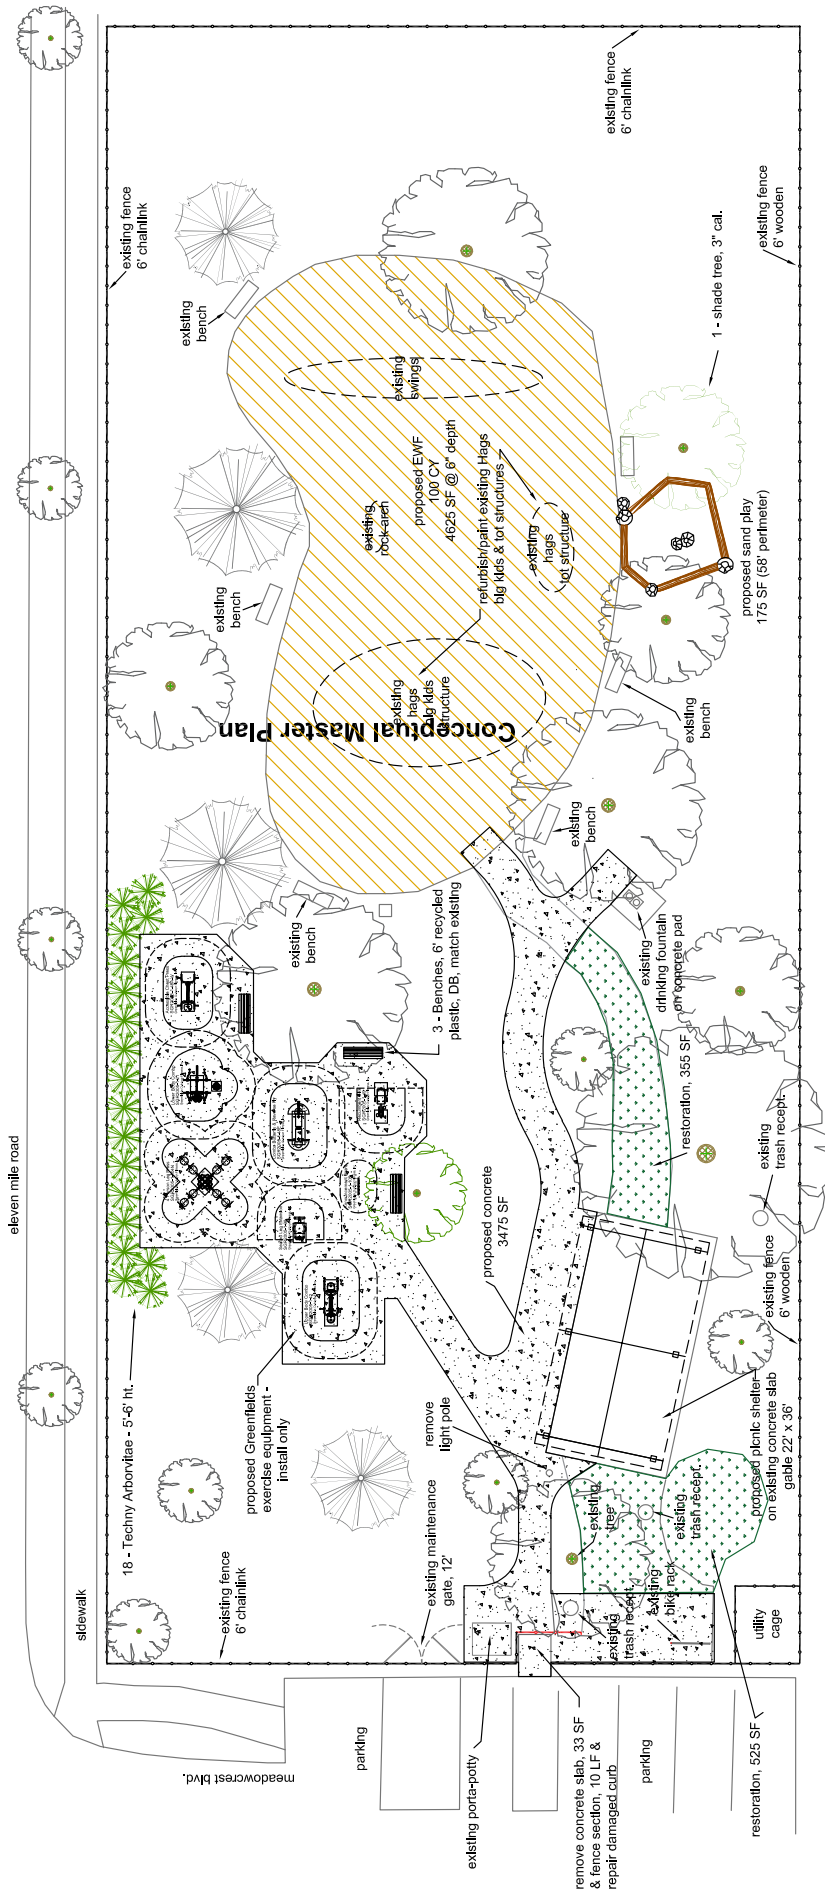 eleven mile road
sidewalk
meadowcrest blvd.
parking
parking
existing fence
6' chainlink
existing fence
6' chainlink
existing fence
6' chainlink
existing fence
6' wooden
existing fence
6' wooden
18 - Techny Arborvitae - 5'-6' ht.
existing
bench
existing
bench
existing
bench
existing
bench
existing
bench
existing
swings
proposed EWF
100 CY
4625 SF @ 6" depth
existing
rock arch
refurbish/paint existing Hags
big kids & tot structures
existing
hags
tot structure
existing
hags
big kids
structure
Conceptual Master Plan
1 - shade tree, 3" cal.
proposed sand play
175 SF (58' perimeter)
3 - Benches, 6' recycled
plastic, DB, match existing
existing
drinking fountain
on concrete pad
restoration, 355 SF
existing
trash recept.
proposed concrete
3475 SF
proposed Greenfields
exercise equipment -
install only
remove
light pole
existing maintenance
gate, 12'
proposed picnic shelter
on existing concrete slab
gable 22' x 36'
existing
tree
existing
trash recept.
existing
trash recept.
existing
bike rack
utility
cage
existing porta-potty
remove concrete slab, 33 SF
& fence section, 10 LF &
repair damaged curb
restoration, 525 SF